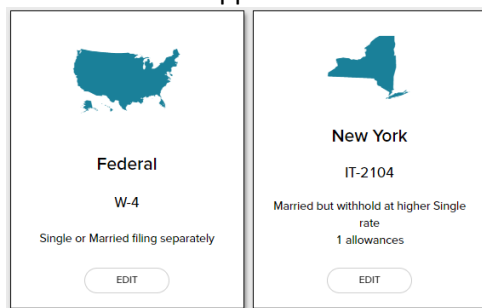 Federal
W-4
Single or Married filing separately
EDIT
New York
IT-2104
Married but withhold at higher Single
rate
1 allowances
EDIT